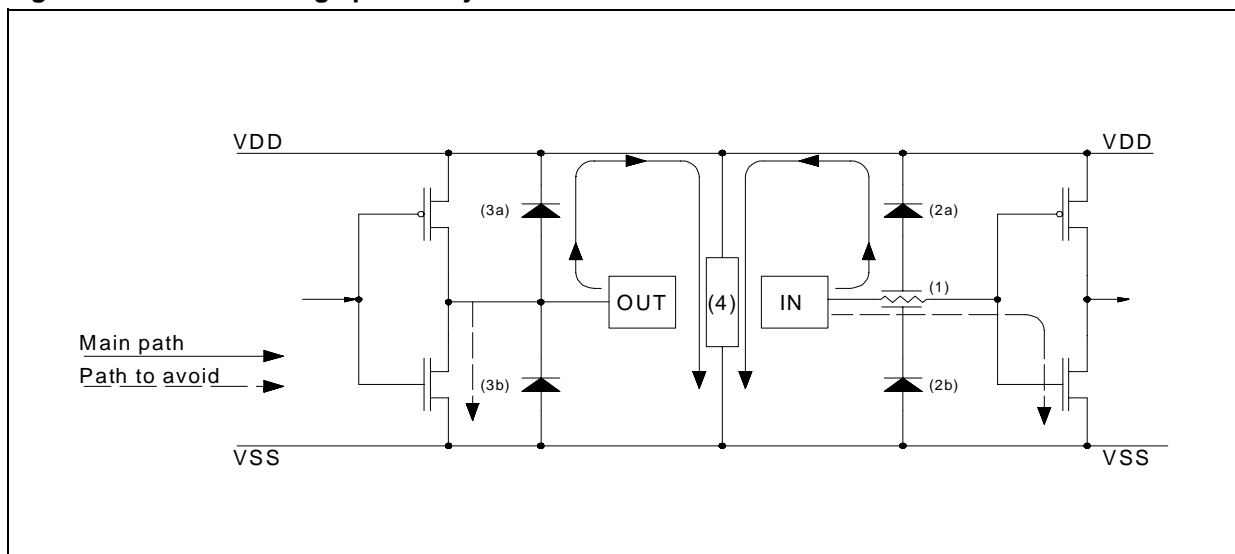 VDD
VDD
(3a)
(2a)
(1)
OUT
(4)
IN
Main path
Path to avoid
(3b)
(2b)
VSS
VSS